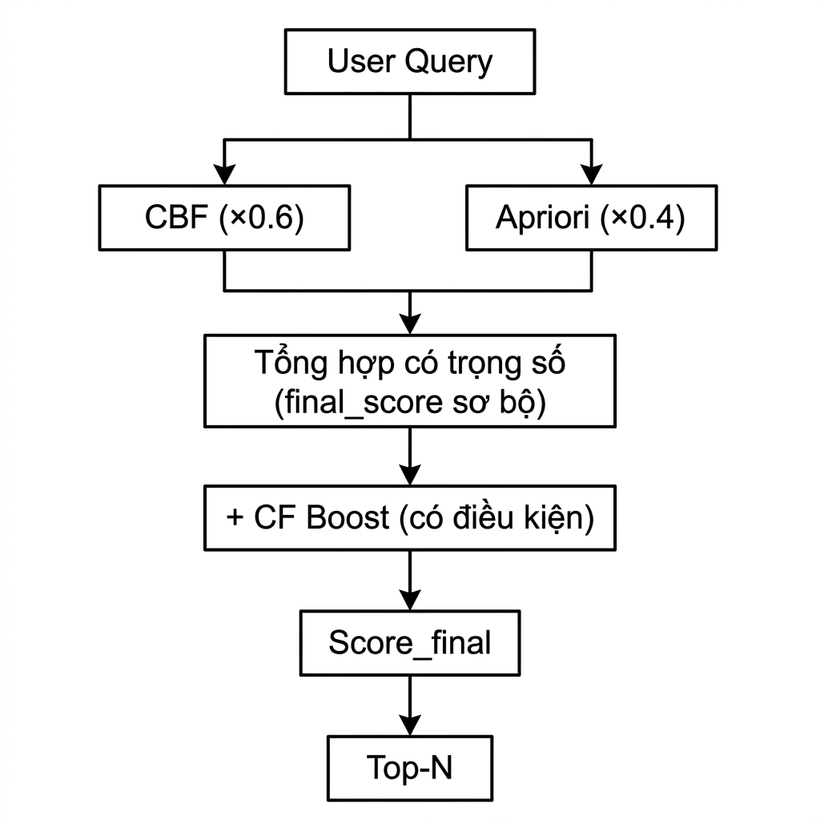 User Query
CBF (×0.6)
Apriori (×0.4)
Tổng hợp có trọng số
(final_score sơ bộ)
+ CF Boost (có điều kiện)
Score_final
Top-N